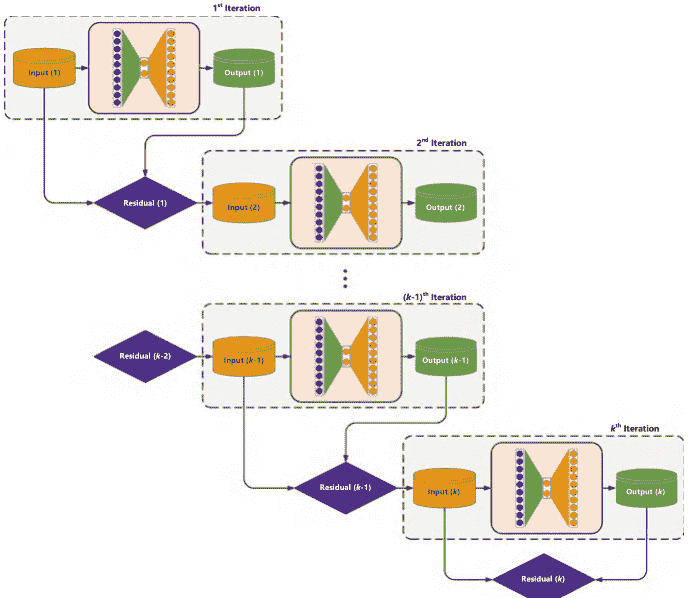 1st Iteration
Input (1)
Output (1)
2nd Iteration
Residual (1)
Input (2)
Output (2)
(k-1)th Iteration
Residual (k-2)
Input (k-1)
Output (k-1)
kth Iteration
Residual (k-1)
Input (k)
Output (k)
Residual (k)